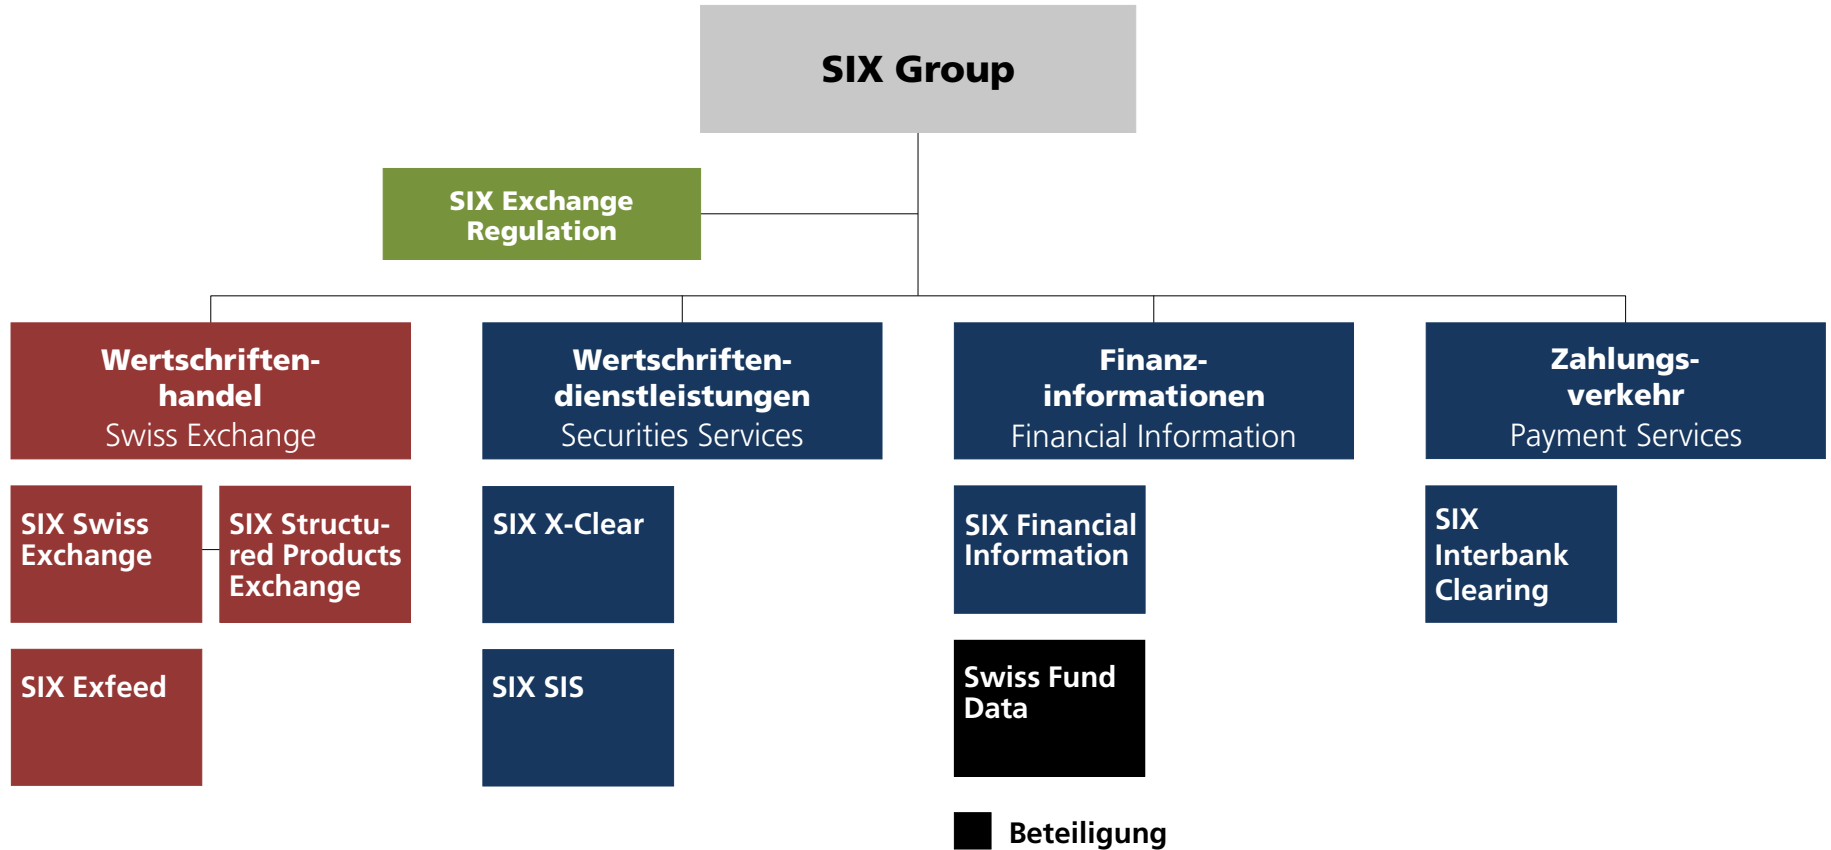 SIX Group
SIX Exchange
Regulation
Wertschriften-
handel
Swiss Exchange
Wertschriften-
dienstleistungen
Securities Services
Finanz-
informationen
Financial Information
Zahlungs-
verkehr
Payment Services
SIX Swiss
Exchange
SIX Structu-
red Products
Exchange
SIX X-Clear
SIX Financial
Information
SIX
Interbank
Clearing
SIX Exfeed
SIX SIS
Swiss Fund
Data
Beteiligung